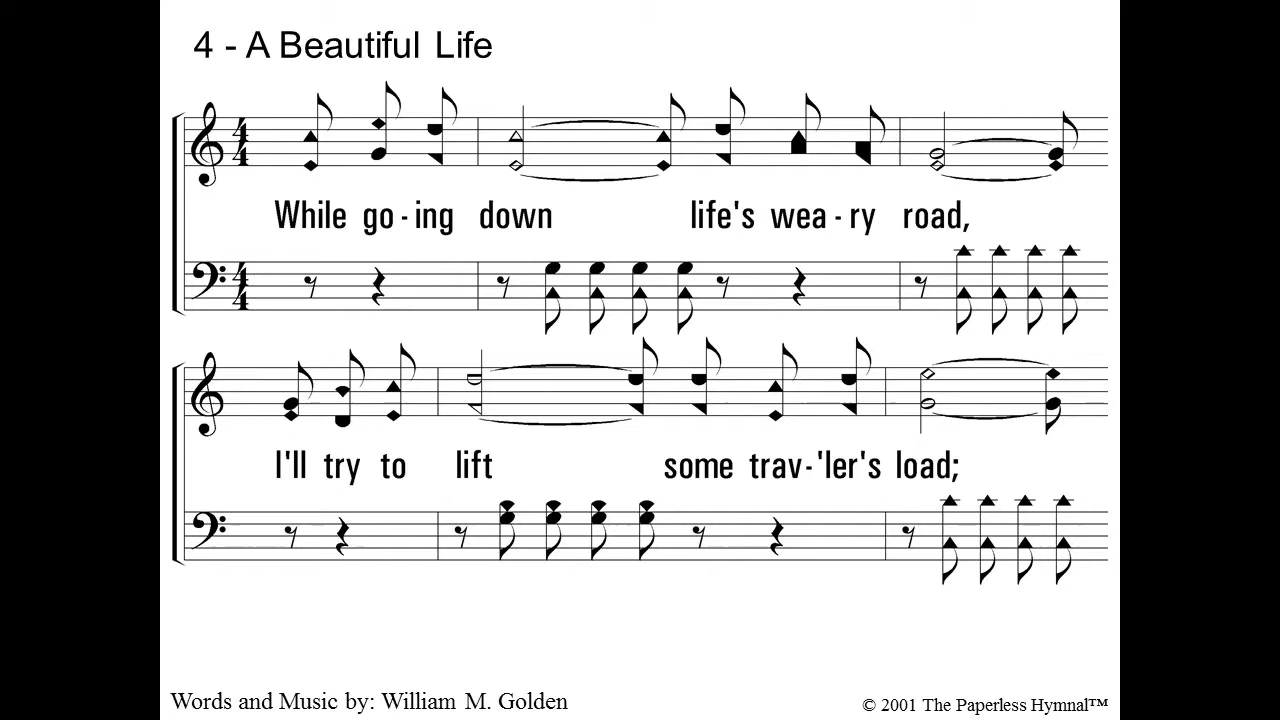 4 - A Beautiful Life
While go - ing down life's wea - ry road,
I'll try to lift some trav-'ler's load;
Words and Music by: William M. Golden
© 2001 The Paperless Hymnal™